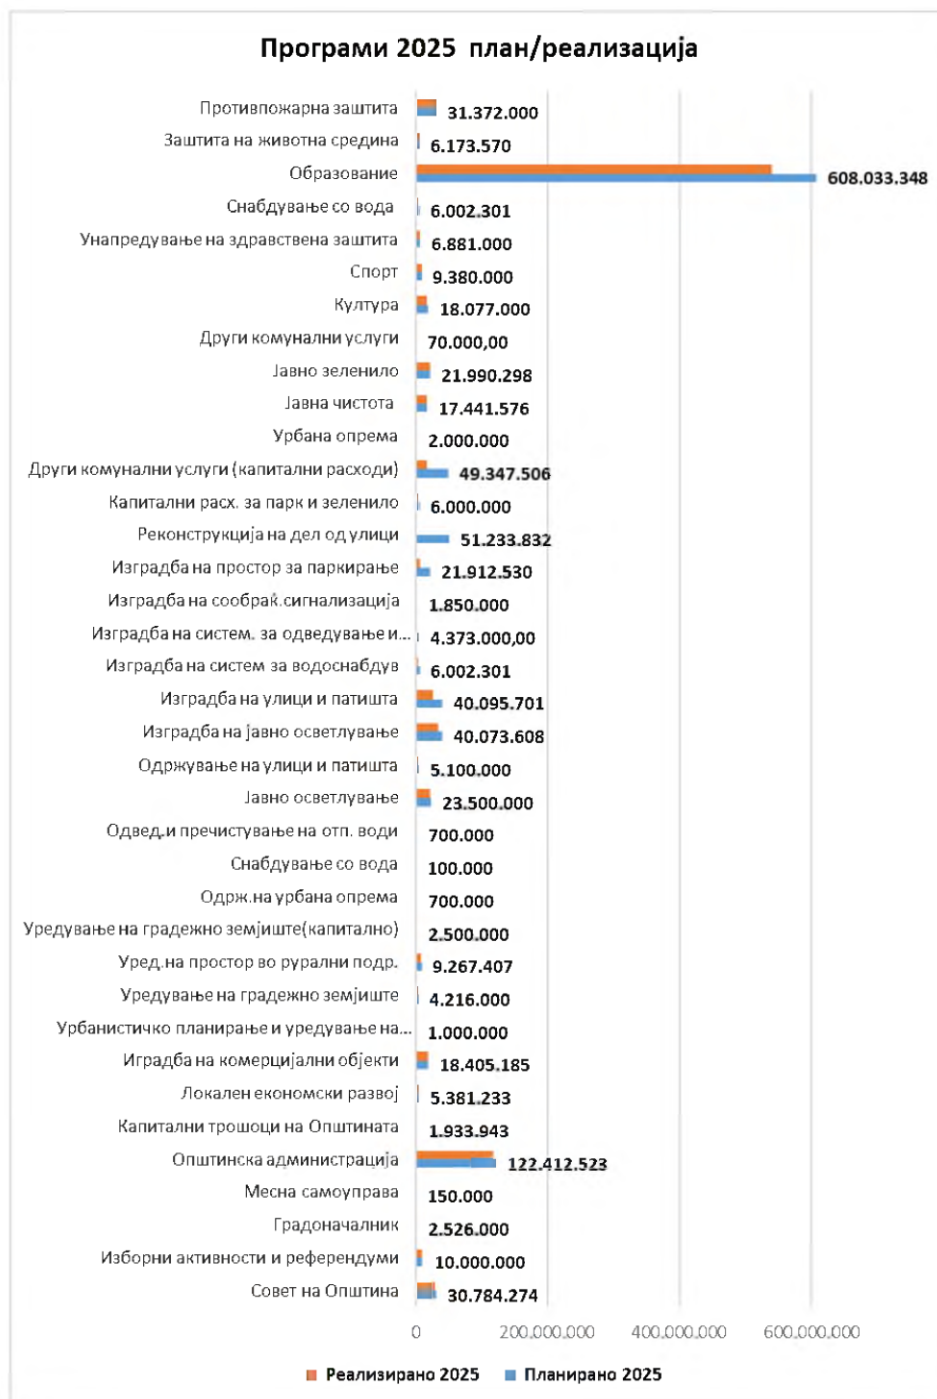 Програми 2025 план/реализација
Противпожарна заштита 31.372.000
Заштита на животна средина 6.173.570
Образование 608.033.348
Снабдување со вода 6.002.301
Унапредување на здравствена заштита 6.881.000
Спорт 9.380.000
Култура 18.077.000
Други комунални услуги 70.000,00
Јавно зеленило 21.990.298
Јавна чистота 17.441.576
Урбана опрема 2.000.000
Други комунални услуги (капитални расходи) 49.347.506
Капитални расх. за парк и зеленило 6.000.000
Реконструкција на дел од улици 51.233.832
Изградба на простор за паркирање 21.912.530
Изградба на сообраќ.сигнализација 1.850.000
Изградба на систем. за одведување и... 4.373.000,00
Изградба на систем за водоснабдув 6.002.301
Изградба на улици и патишта 40.095.701
Изградба на јавно осветлување 40.073.608
Одржување на улици и патишта 5.100.000
Јавно осветлување 23.500.000
Одвед.и пречистување на отп. води 700.000
Снабдување со вода 100.000
Одрж.на урбана опрема 700.000
Уредување на градежно земјиште(капитално) 2.500.000
Уред.на простор во рурални подр. 9.267.407
Уредување на градежно земјиште 4.216.000
Урбанистичко планирање и уредување на... 1.000.000
Иградба на комерцијални објекти 18.405.185
Локален економски развој 5.381.233
Капитални трошоци на Општината 1.933.943
Општинска администрација 122.412.523
Месна самоуправа 150.000
Градоначалник 2.526.000
Изборни активности и референдуми 10.000.000
Совет на Општина 30.784.274
0 200.000.000 400.000.000 600.000.000
Реализирано 2025 Планирано 2025